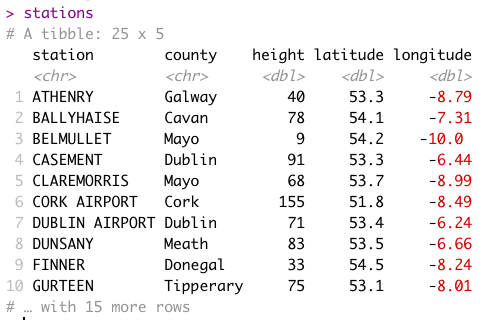 > stations
# A tibble: 25 x 5
   station        county    height latitude longitude
   <chr>          <chr>      <dbl>    <dbl>     <dbl>
 1 ATHENRY        Galway        40     53.3     -8.79
 2 BALLYHAISE     Cavan         78     54.1     -7.31
 3 BELMULLET      Mayo           9     54.2    -10.0 
 4 CASEMENT       Dublin        91     53.3     -6.44
 5 CLAREMORRIS    Mayo          68     53.7     -8.99
 6 CORK AIRPORT   Cork         155     51.8     -8.49
 7 DUBLIN AIRPORT Dublin        71     53.4     -6.24
 8 DUNSANY        Meath         83     53.5     -6.66
 9 FINNER         Donegal       33     54.5     -8.24
10 GURTEEN        Tipperary     75     53.1     -8.01
# … with 15 more rows